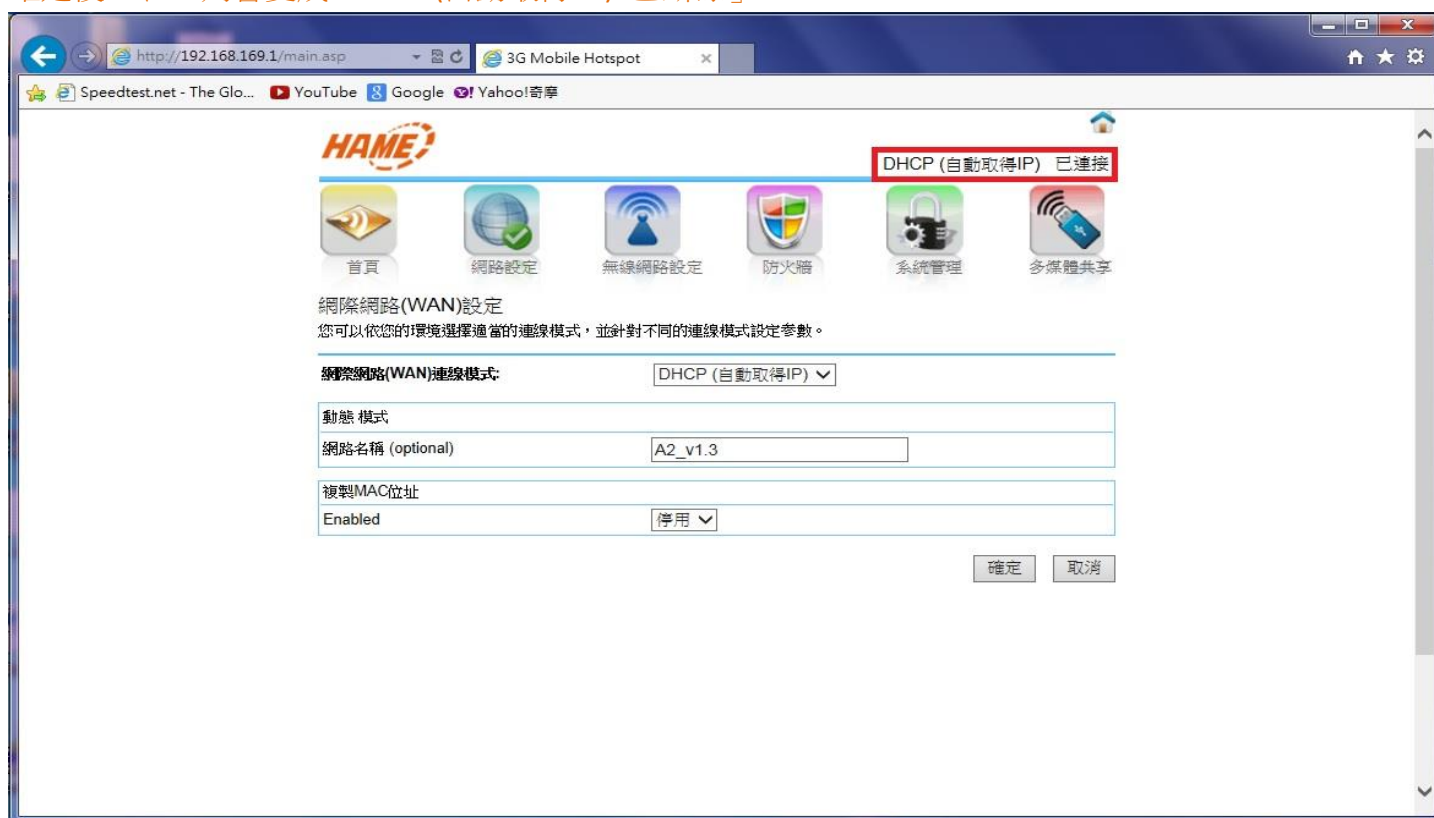 http://192.168.169.1/main.asp
3G Mobile Hotspot
Speedtest.net - The Glo...
YouTube
Google
Yahoo!奇摩
HAME
DHCP (自動取得IP) 已連接
首頁
網路設定
無線網路設定
防火牆
系統管理
多媒體共享
網際網路(WAN)設定
您可以依您的環境選擇適當的連線模式，並針對不同的連線模式設定參數。
網際網路(WAN)連線模式:
DHCP (自動取得IP)
動態 模式
網路名稱 (optional)
A2_v1.3
複製MAC位址
Enabled
停用
確定
取消